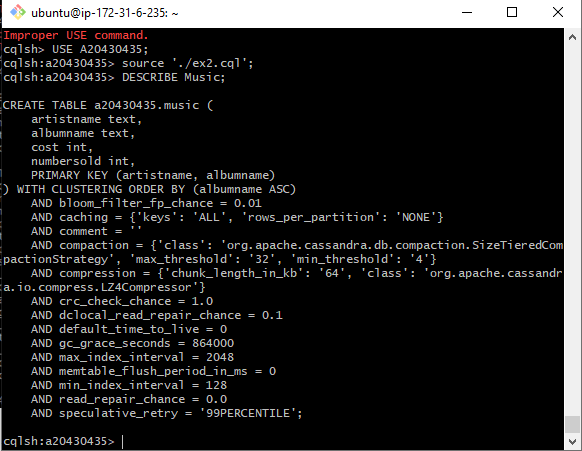 ubuntu@ip-172-31-6-235: ~
Improper USE command.
cqlsh> USE A20430435;
cqlsh:a20430435> source './ex2.cql';
cqlsh:a20430435> DESCRIBE Music;
CREATE TABLE a20430435.music (
    artistname text,
    albumname text,
    cost int,
    numbersold int,
    PRIMARY KEY (artistname, albumname)
) WITH CLUSTERING ORDER BY (albumname ASC)
    AND bloom_filter_fp_chance = 0.01
    AND caching = {'keys': 'ALL', 'rows_per_partition': 'NONE'}
    AND comment = ''
    AND compaction = {'class': 'org.apache.cassandra.db.compaction.SizeTieredCom
pactionStrategy', 'max_threshold': '32', 'min_threshold': '4'}
    AND compression = {'chunk_length_in_kb': '64', 'class': 'org.apache.cassandr
a.io.compress.LZ4Compressor'}
    AND crc_check_chance = 1.0
    AND dclocal_read_repair_chance = 0.1
    AND default_time_to_live = 0
    AND gc_grace_seconds = 864000
    AND max_index_interval = 2048
    AND memtable_flush_period_in_ms = 0
    AND min_index_interval = 128
    AND read_repair_chance = 0.0
    AND speculative_retry = '99PERCENTILE';
cqlsh:a20430435>